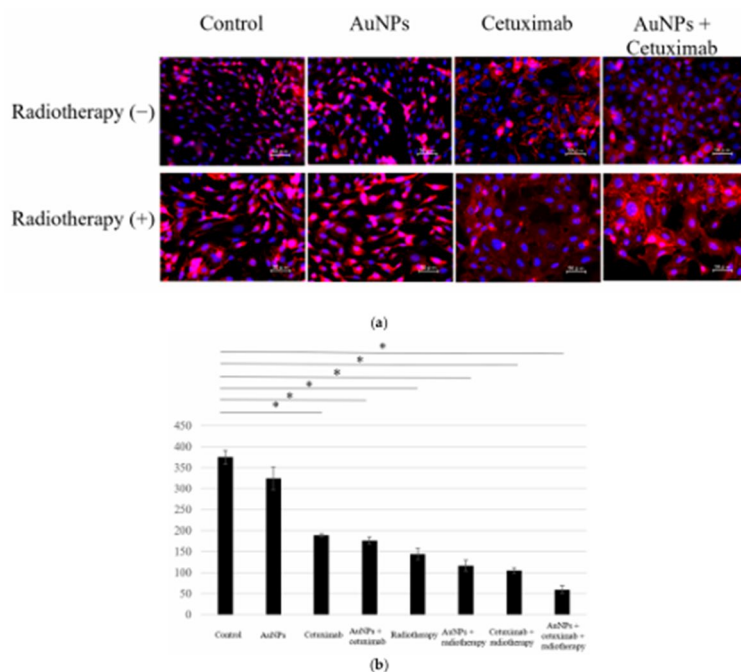 Control
AuNPs
Cetuximab
AuNPs +
Cetuximab
Radiotherapy (−)
Radiotherapy (+)
(a)
*
*
*
*
*
*
450
400
350
300
250
200
150
100
50
0
Control
AuNPs
Cetuximab
AuNPs +
cetuximab
Radiotherapy
AuNPs +
radiotherapy
Cetuximab +
radiotherapy
AuNPs +
cetuximab +
radiotherapy
(b)